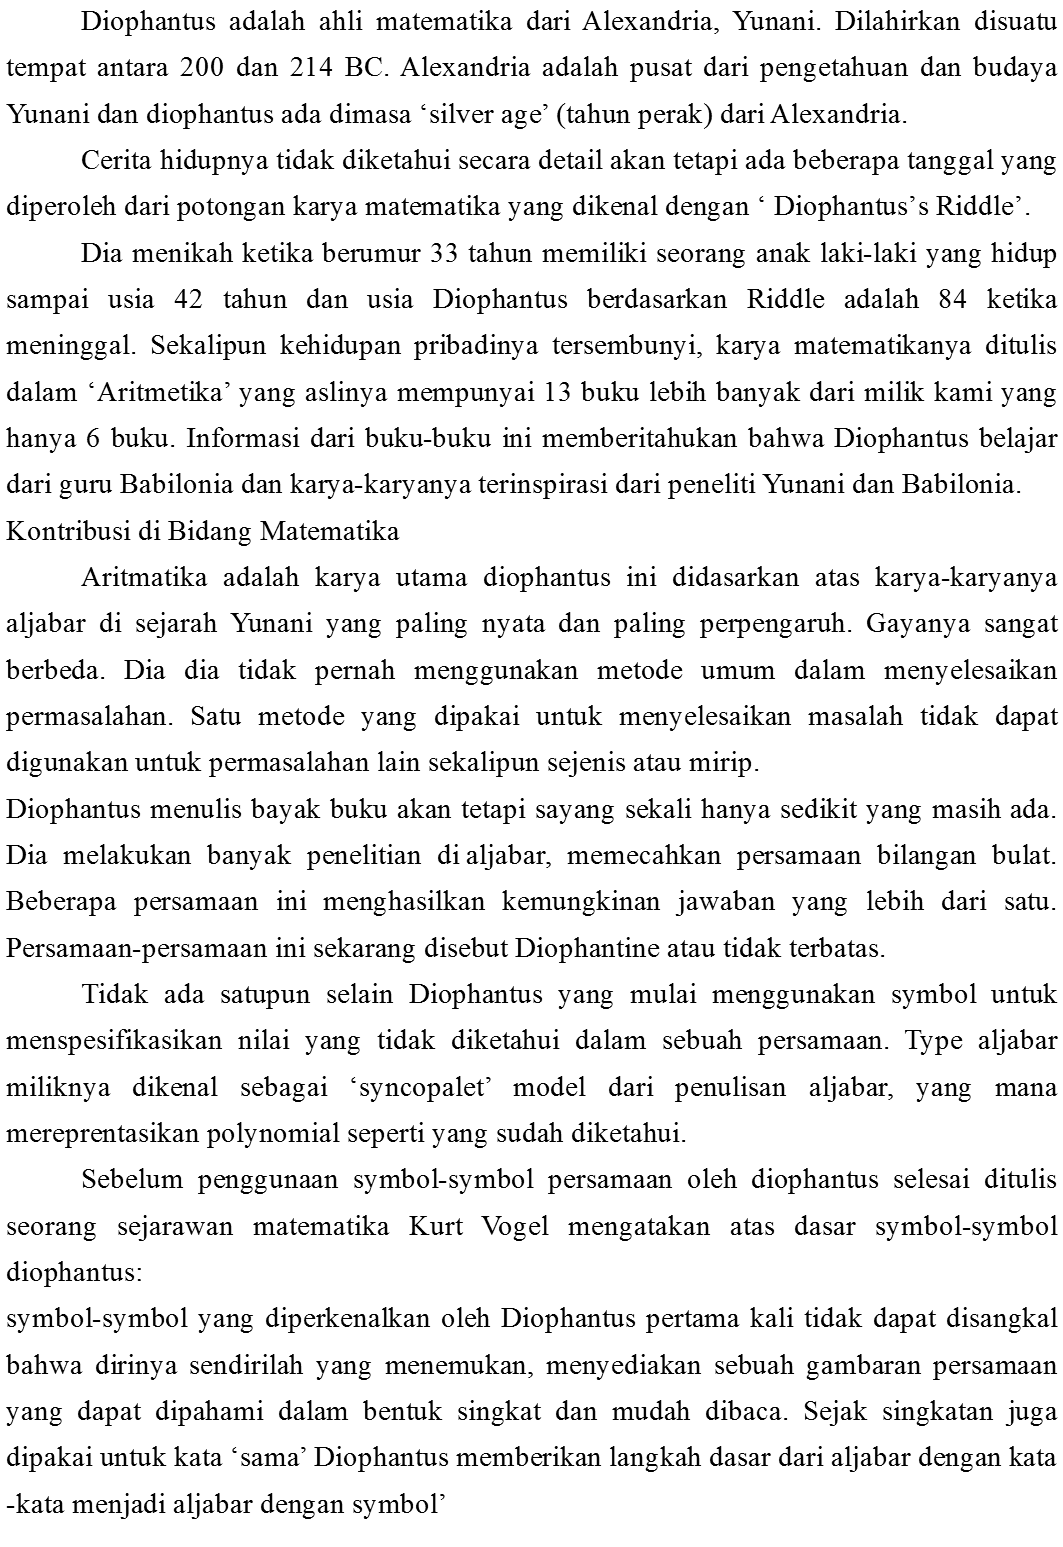 Diophantus adalah ahli matematika dari Alexandria, Yunani. Dilahirkan disuatu
tempat antara 200 dan 214 BC. Alexandria adalah pusat dari pengetahuan dan budaya
Yunani dan diophantus ada dimasa ‘silver age’ (tahun perak) dari Alexandria.
Cerita hidupnya tidak diketahui secara detail akan tetapi ada beberapa tanggal yang
diperoleh dari potongan karya matematika yang dikenal dengan ‘ Diophantus’s Riddle’.
Dia menikah ketika berumur 33 tahun memiliki seorang anak laki-laki yang hidup
sampai usia 42 tahun dan usia Diophantus berdasarkan Riddle adalah 84 ketika
meninggal. Sekalipun kehidupan pribadinya tersembunyi, karya matematikanya ditulis
dalam ‘Aritmetika’ yang aslinya mempunyai 13 buku lebih banyak dari milik kami yang
hanya 6 buku. Informasi dari buku-buku ini memberitahukan bahwa Diophantus belajar
dari guru Babilonia dan karya-karyanya terinspirasi dari peneliti Yunani dan Babilonia.
Kontribusi di Bidang Matematika
Aritmatika adalah karya utama diophantus ini didasarkan atas karya-karyanya
aljabar di sejarah Yunani yang paling nyata dan paling perpengaruh. Gayanya sangat
berbeda. Dia dia tidak pernah menggunakan metode umum dalam menyelesaikan
permasalahan. Satu metode yang dipakai untuk menyelesaikan masalah tidak dapat
digunakan untuk permasalahan lain sekalipun sejenis atau mirip.
Diophantus menulis bayak buku akan tetapi sayang sekali hanya sedikit yang masih ada.
Dia melakukan banyak penelitian di aljabar, memecahkan persamaan bilangan bulat.
Beberapa persamaan ini menghasilkan kemungkinan jawaban yang lebih dari satu.
Persamaan-persamaan ini sekarang disebut Diophantine atau tidak terbatas.
Tidak ada satupun selain Diophantus yang mulai menggunakan symbol untuk
menspesifikasikan nilai yang tidak diketahui dalam sebuah persamaan. Type aljabar
miliknya dikenal sebagai ‘syncopalet’ model dari penulisan aljabar, yang mana
mereprentasikan polynomial seperti yang sudah diketahui.
Sebelum penggunaan symbol-symbol persamaan oleh diophantus selesai ditulis
seorang sejarawan matematika Kurt Vogel mengatakan atas dasar symbol-symbol
diophantus:
symbol-symbol yang diperkenalkan oleh Diophantus pertama kali tidak dapat disangkal
bahwa dirinya sendirilah yang menemukan, menyediakan sebuah gambaran persamaan
yang dapat dipahami dalam bentuk singkat dan mudah dibaca. Sejak singkatan juga
dipakai untuk kata ‘sama’ Diophantus memberikan langkah dasar dari aljabar dengan kata
-kata menjadi aljabar dengan symbol’